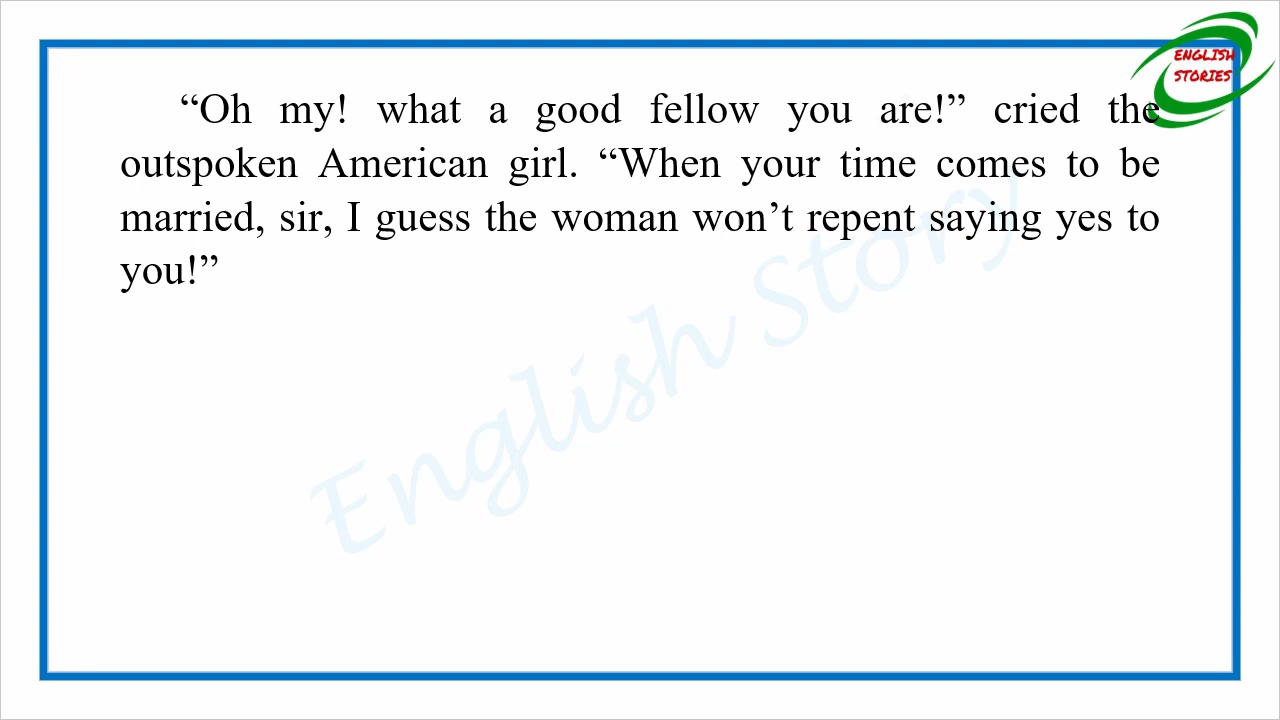 ENGLISH
STORIES
“Oh my! what a good fellow you are!” cried the
outspoken American girl. “When your time comes to be
married, sir, I guess the woman won’t repent saying yes to
you!”
English Story